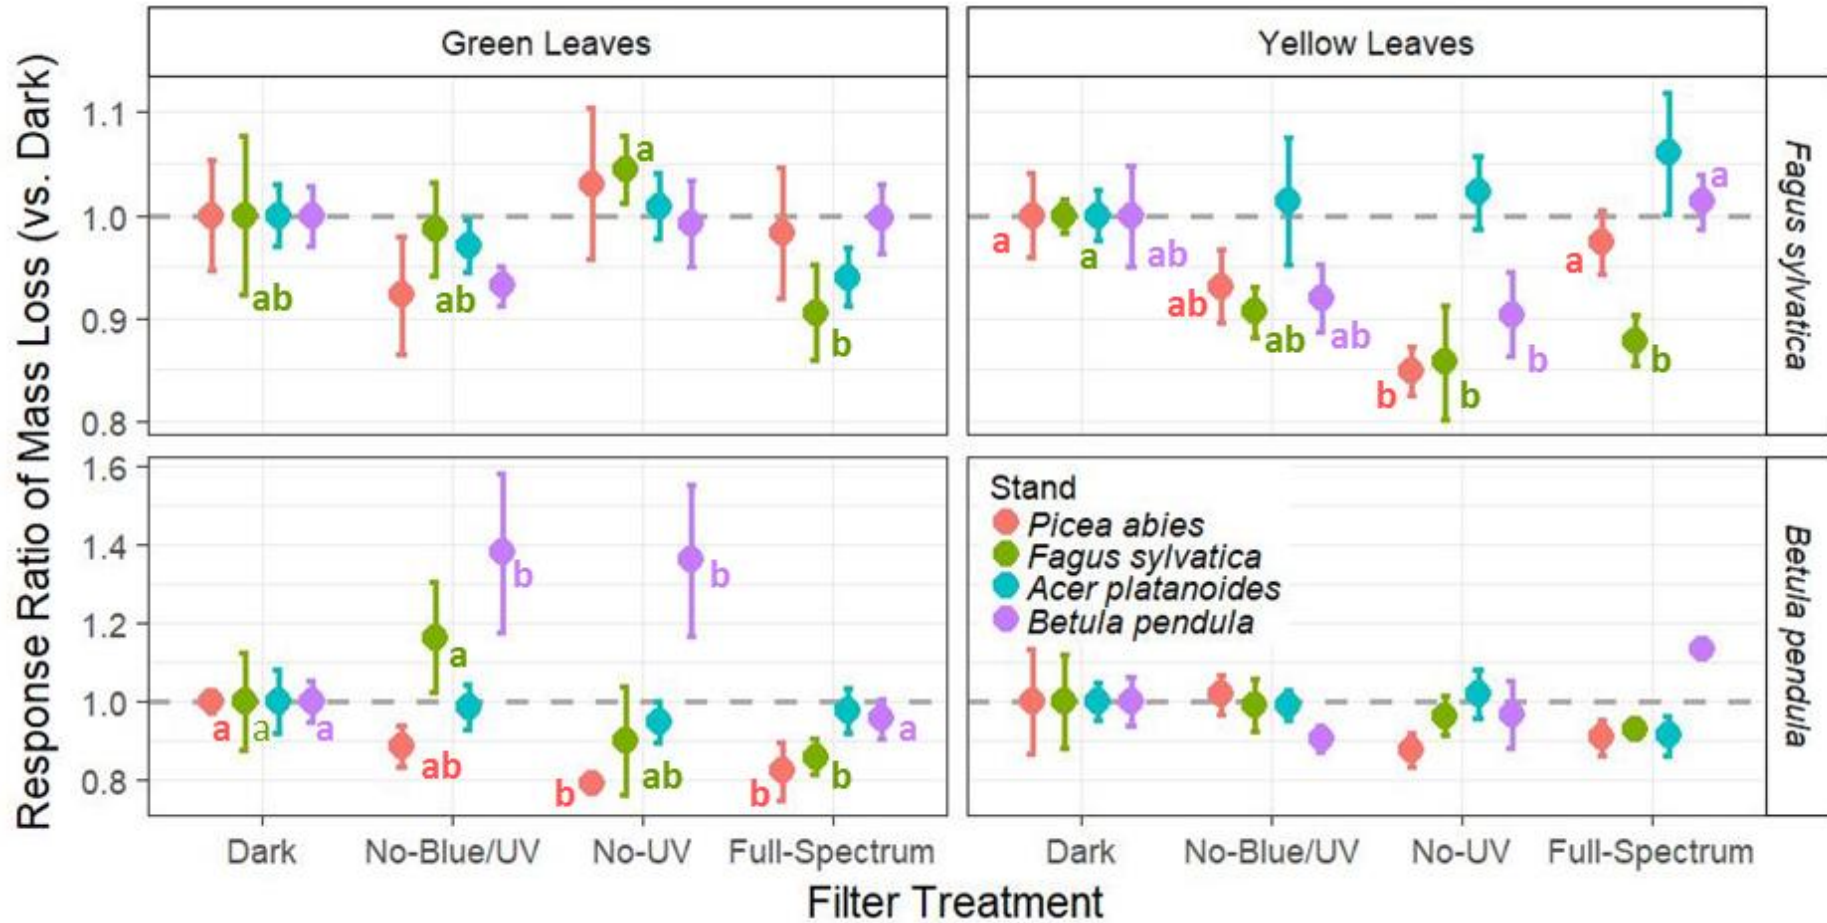 Green Leaves
Yellow Leaves
Response Ratio of Mass Loss (vs. Dark)
1.1
1.0
0.9
0.8
ab
ab
a
b
a
a
ab
ab
ab
ab
b
b
b
a
b
a
Fagus sylvatica
1.6
1.4
1.2
1.0
0.8
a
a
a
ab
a
b
b
ab
b
b
b
a
Stand
Picea abies
Fagus sylvatica
Acer platanoides
Betula pendula
Betula pendula
Dark
No-Blue/UV
No-UV
Full-Spectrum
Dark
No-Blue/UV
No-UV
Full-Spectrum
Filter Treatment